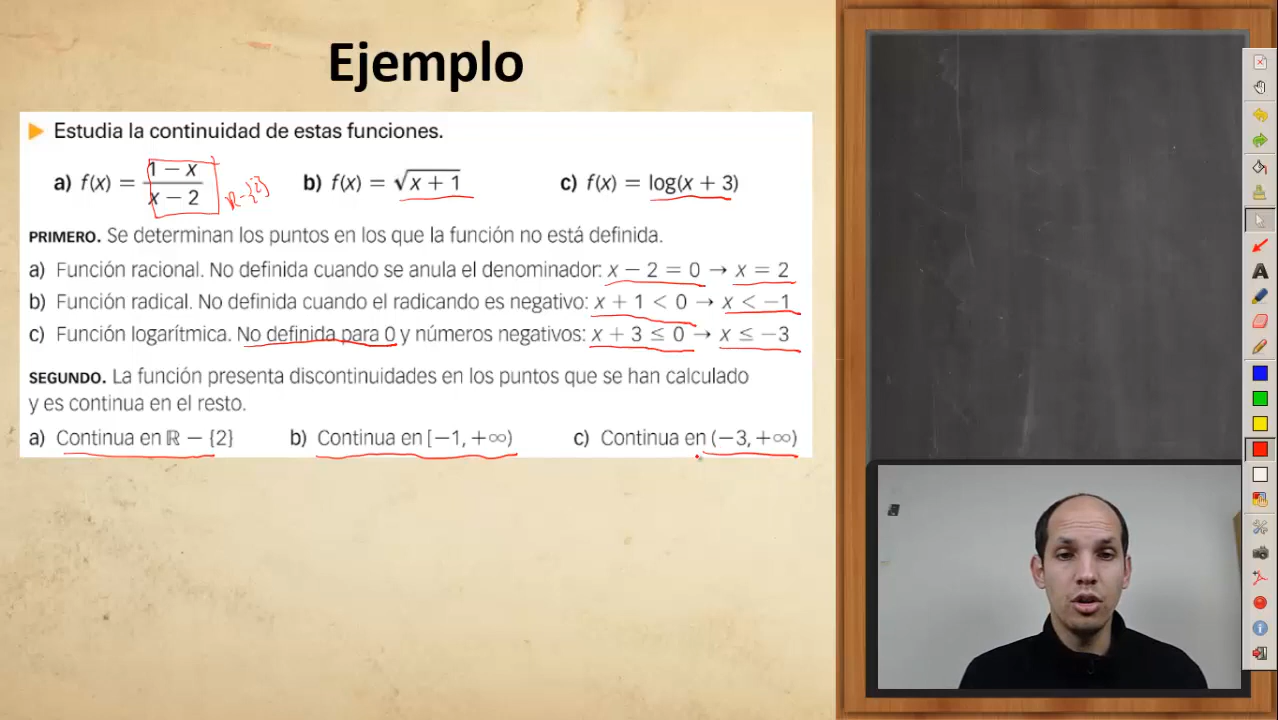 Ejemplo
Estudia la continuidad de estas funciones.
a) f(x) = (1 − x)/(x − 2) R-{2} b) f(x) = √(x + 1) c) f(x) = log(x + 3)
PRIMERO. Se determinan los puntos en los que la función no está definida.
a) Función racional. No definida cuando se anula el denominador: x − 2 = 0 → x = 2
b) Función radical. No definida cuando el radicando es negativo: x + 1 < 0 → x < −1
c) Función logarítmica. No definida para 0 y números negativos: x + 3 ≤ 0 → x ≤ −3
SEGUNDO. La función presenta discontinuidades en los puntos que se han calculado
y es continua en el resto.
a) Continua en ℝ − {2} b) Continua en [−1, +∞) c) Continua en (−3, +∞)
A